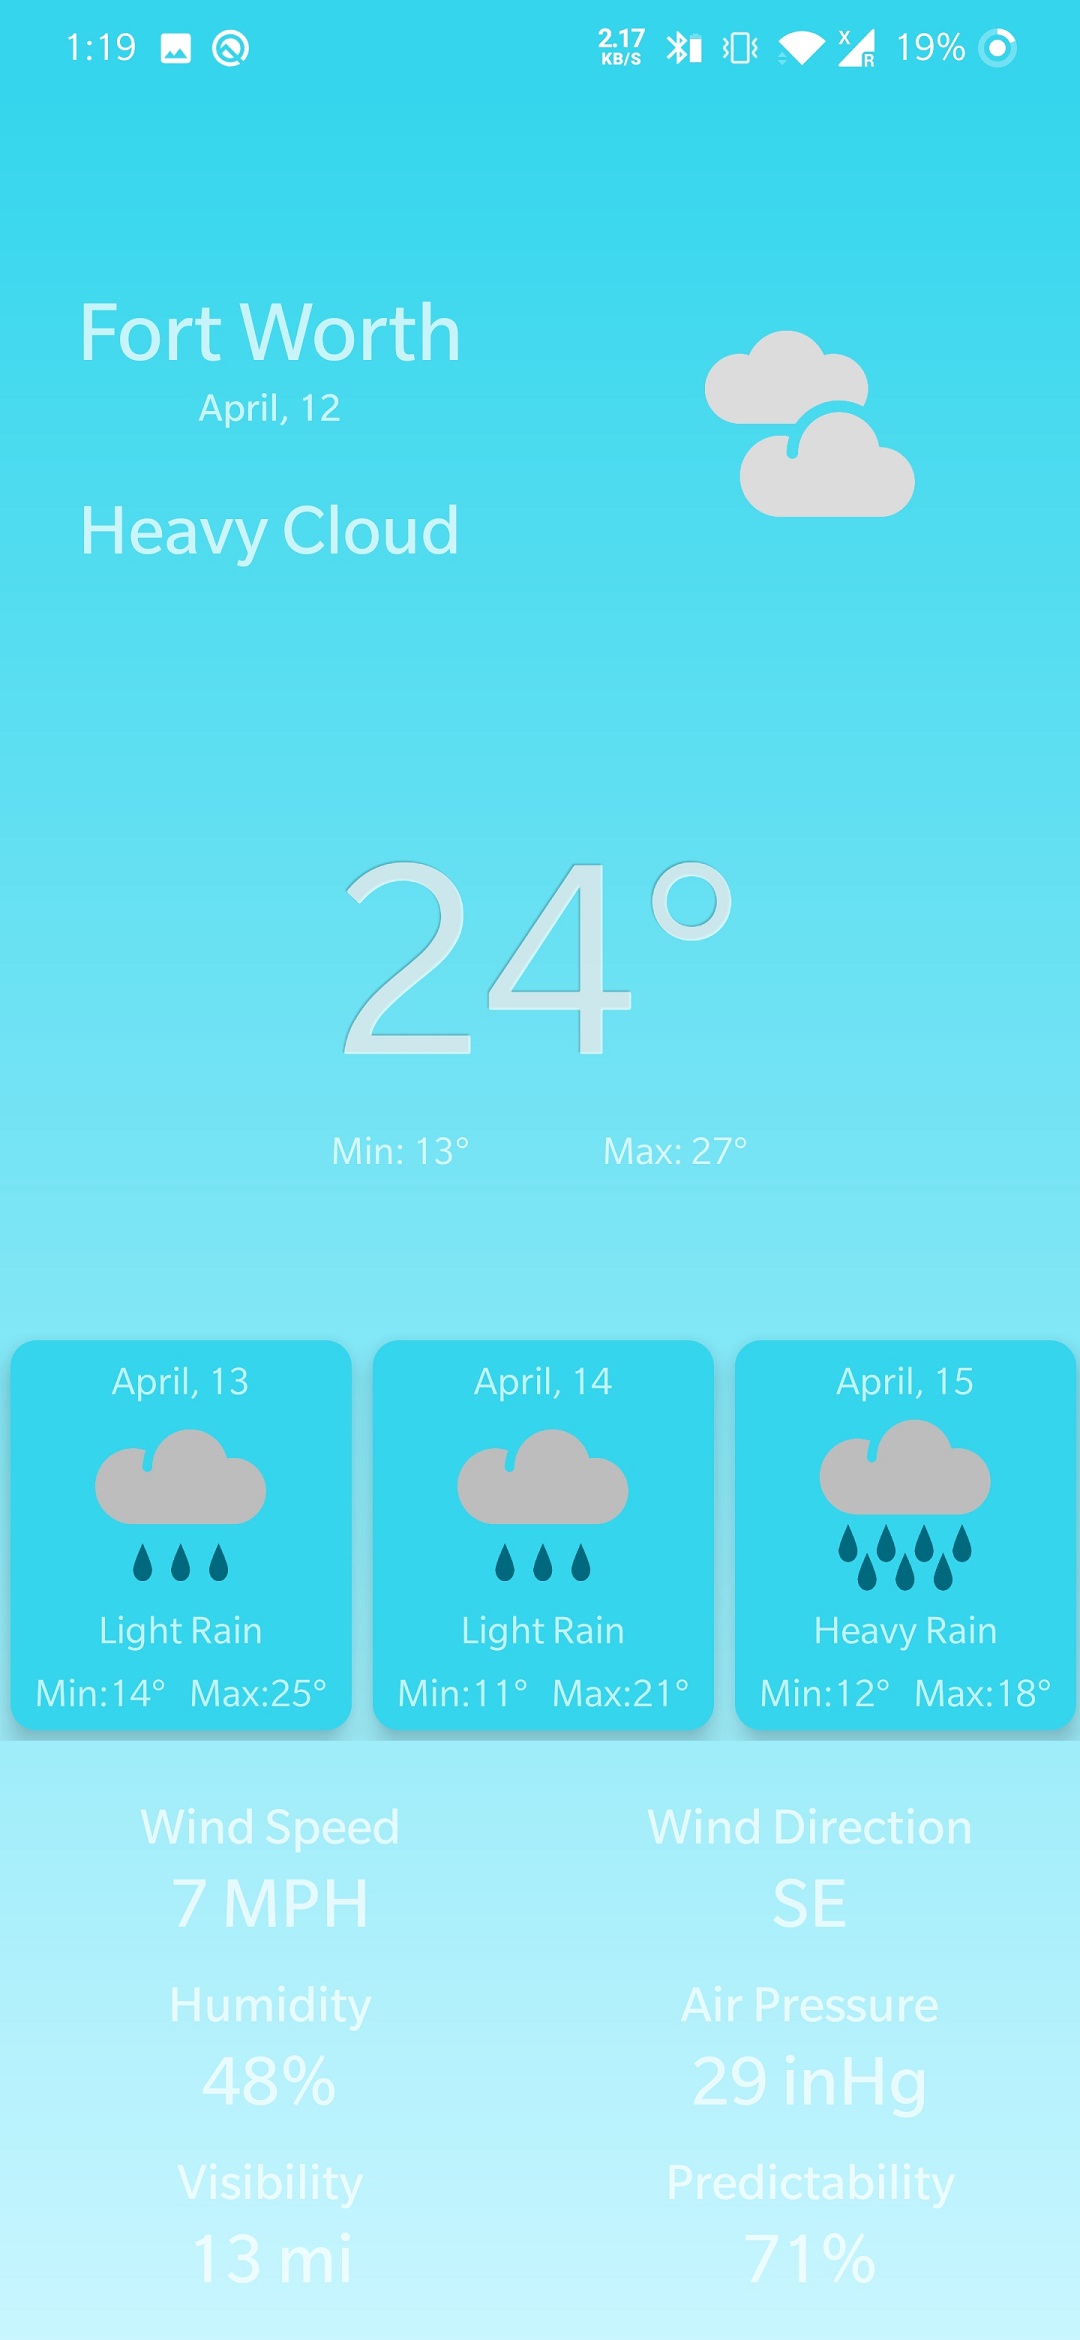 1:19
2.17
KB/S
X
R
19%
Fort Worth
April, 12
Heavy Cloud
24°
Min: 13° Max: 27°
April, 13
Light Rain
Min:14° Max:25°
April, 14
Light Rain
Min:11° Max:21°
April, 15
Heavy Rain
Min:12° Max:18°
Wind Speed
7 MPH
Wind Direction
SE
Humidity
48%
Air Pressure
29 inHg
Visibility
13 mi
Predictability
71%